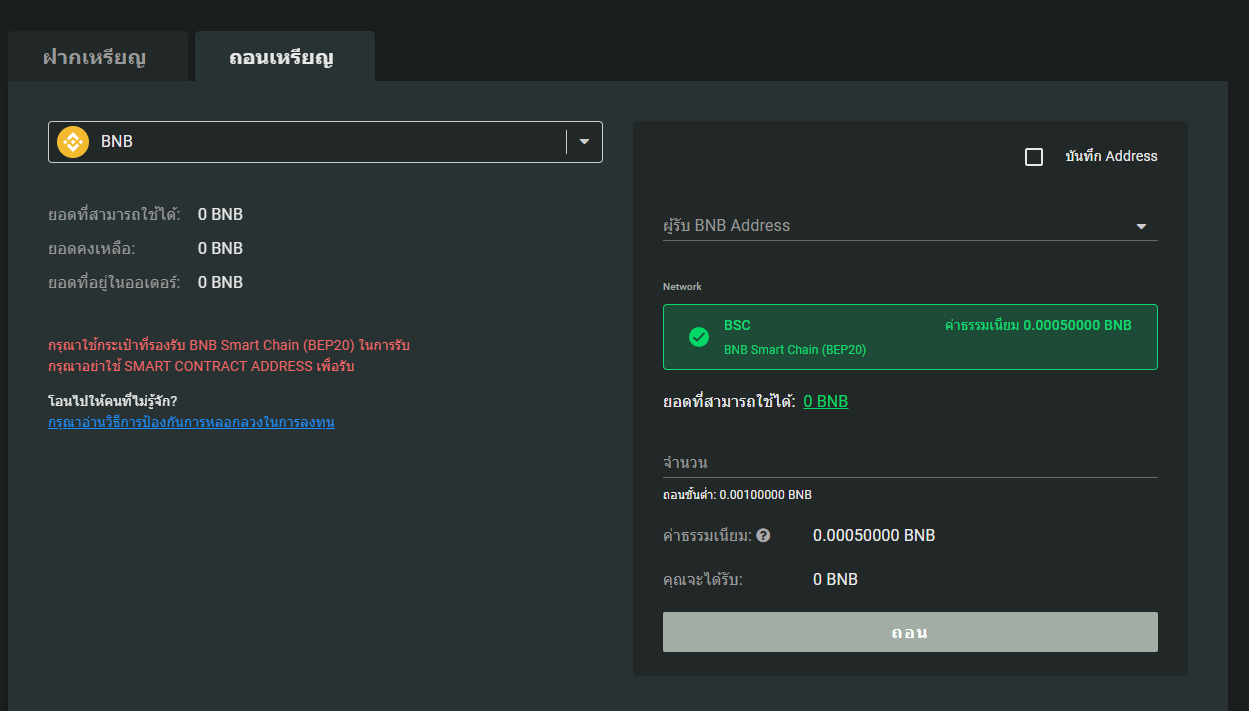 ฝากเหรียญ
ถอนเหรียญ
BNB
ยอดที่สามารถใช้ได้: 0 BNB
ยอดคงเหลือ: 0 BNB
ยอดที่อยู่ในออเดอร์: 0 BNB
กรุณาใช้กระเป๋าที่รองรับ BNB Smart Chain (BEP20) ในการรับ
กรุณาอย่าใช้ SMART CONTRACT ADDRESS เพื่อรับ
โอนไปให้คนที่ไม่รู้จัก?
กรุณาอ่านวิธีการป้องกันการหลอกลวงในการลงทุน
บันทึก Address
ผู้รับ BNB Address
Network
BSC ค่าธรรมเนียม 0.00050000 BNB
BNB Smart Chain (BEP20)
ยอดที่สามารถใช้ได้: 0 BNB
จำนวน
ถอนขั้นต่ำ: 0.00100000 BNB
ค่าธรรมเนียม: ? 0.00050000 BNB
คุณจะได้รับ: 0 BNB
ถอน